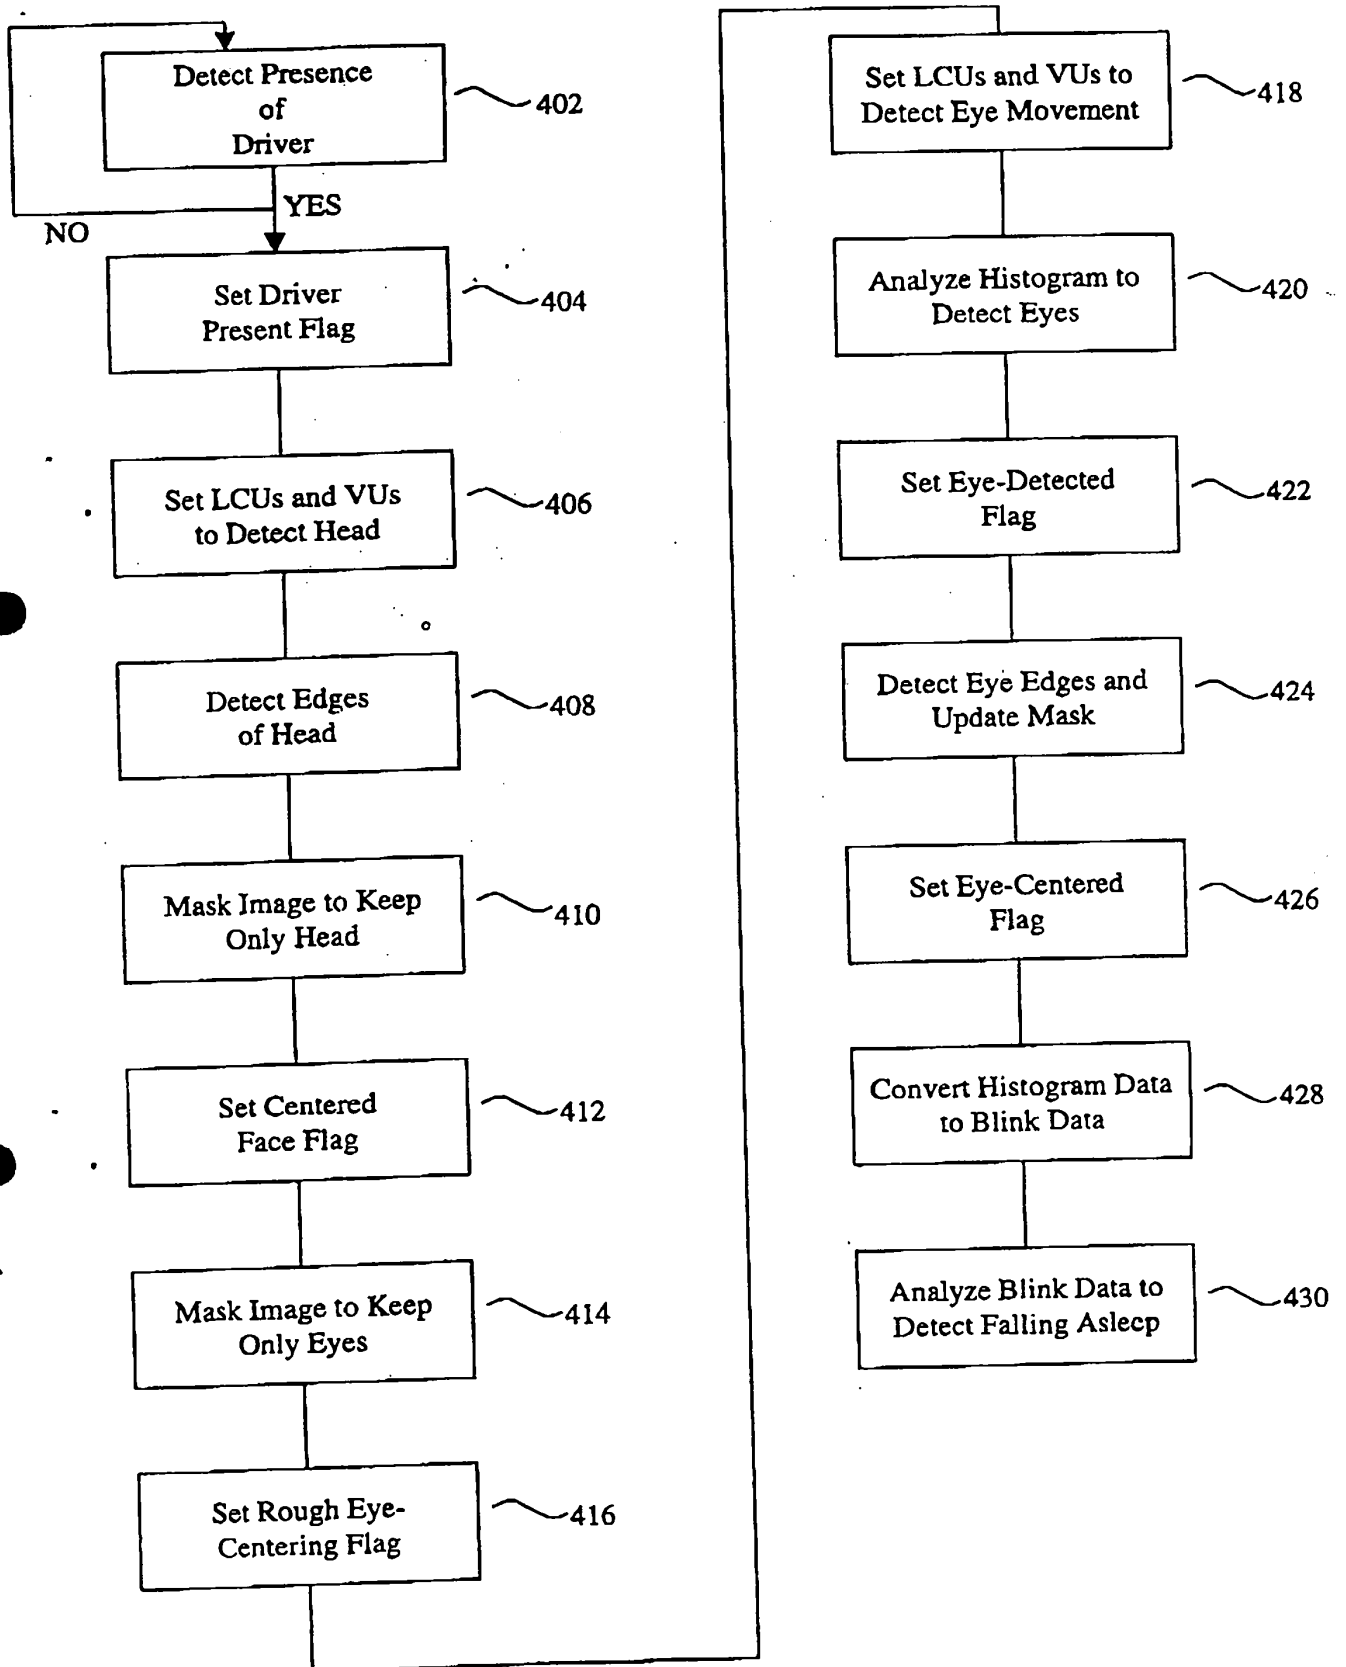 Detect Presence
of
Driver
402
YES
NO
Set Driver
Present Flag
404
Set LCUs and VUs
to Detect Head
406
Detect Edges
of Head
408
Mask Image to Keep
Only Head
410
Set Centered
Face Flag
412
Mask Image to Keep
Only Eyes
414
Set Rough Eye-
Centering Flag
416
Set LCUs and VUs to
Detect Eye Movement
418
Analyze Histogram to
Detect Eyes
420
Set Eye-Detected
Flag
422
Detect Eye Edges and
Update Mask
424
Set Eye-Centered
Flag
426
Convert Histogram Data
to Blink Data
428
Analyze Blink Data to
Detect Falling Asleep
430